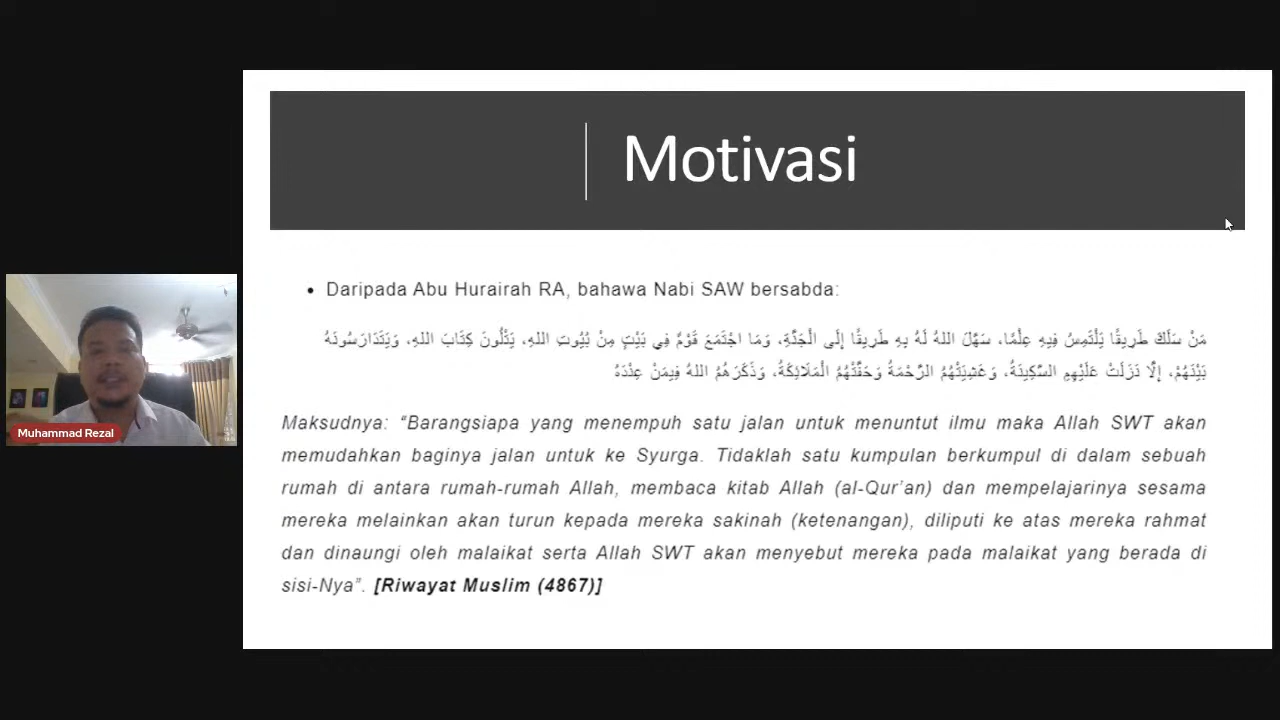 Motivasi
• Daripada Abu Hurairah RA, bahawa Nabi SAW bersabda:
مَنْ سَلَكَ طَرِيقًا يَلْتَمِسُ فِيهِ عِلْمًا، سَهَّلَ اللهُ لَهُ بِهِ طَرِيقًا إِلَى الْجَنَّةِ، وَمَا اجْتَمَعَ قَوْمٌ فِي بَيْتٍ مِنْ بُيُوتِ اللهِ، يَتْلُونَ كِتَابَ اللهِ، وَيَتَدَارَسُونَهُ
بَيْنَهُمْ، إِلَّا نَزَلَتْ عَلَيْهِمِ السَّكِينَةُ، وَغَشِيَتْهُمُ الرَّحْمَةُ وَحَفَّتْهُمُ الْمَلَائِكَةُ، وَذَكَرَهُمُ اللهُ فِيمَنْ عِنْدَهُ
Maksudnya: “Barangsiapa yang menempuh satu jalan untuk menuntut ilmu maka Allah SWT akan
memudahkan baginya jalan untuk ke Syurga. Tidaklah satu kumpulan berkumpul di dalam sebuah
rumah di antara rumah-rumah Allah, membaca kitab Allah (al-Qur’an) dan mempelajarinya sesama
mereka melainkan akan turun kepada mereka sakinah (ketenangan), diliputi ke atas mereka rahmat
dan dinaungi oleh malaikat serta Allah SWT akan menyebut mereka pada malaikat yang berada di
sisi-Nya”. [Riwayat Muslim (4867)]
Muhammad Rezal